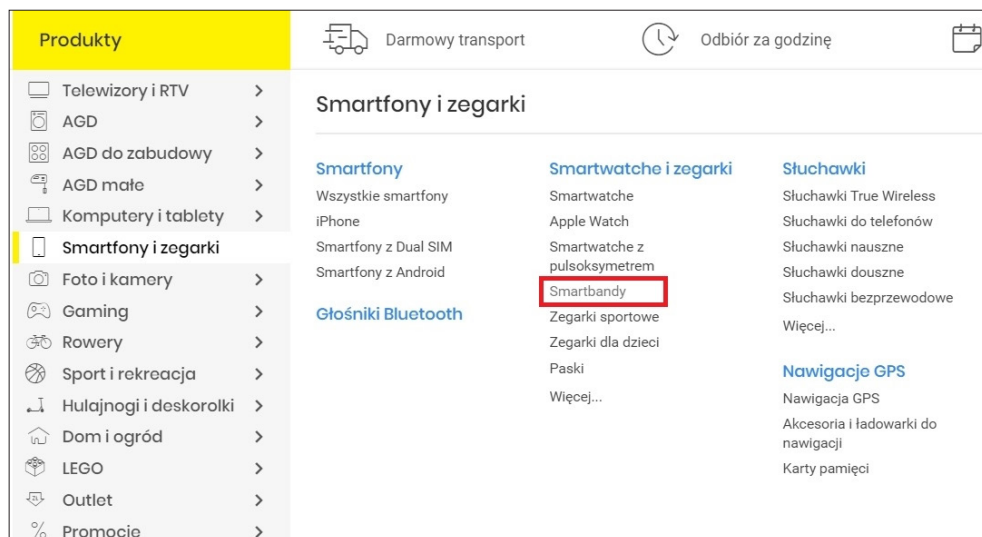 Produkty
Darmowy transport
Odbiór za godzinę
Telewizory i RTV
AGD
AGD do zabudowy
AGD małe
Komputery i tablety
Smartfony i zegarki
Foto i kamery
Gaming
Rowery
Sport i rekreacja
Hulajnogi i deskorolki
Dom i ogród
LEGO
Outlet
Promocje
Smartfony i zegarki
Smartfony
Wszystkie smartfony
iPhone
Smartfony z Dual SIM
Smartfony z Android
Głośniki Bluetooth
Smartwatche i zegarki
Smartwatche
Apple Watch
Smartwatche z
pulsoksymetrem
Smartbandy
Zegarki sportowe
Zegarki dla dzieci
Paski
Więcej...
Słuchawki
Słuchawki True Wireless
Słuchawki do telefonów
Słuchawki nauszne
Słuchawki douszne
Słuchawki bezprzewodowe
Więcej...
Nawigacje GPS
Nawigacja GPS
Akcesoria i ładowarki do
nawigacji
Karty pamięci